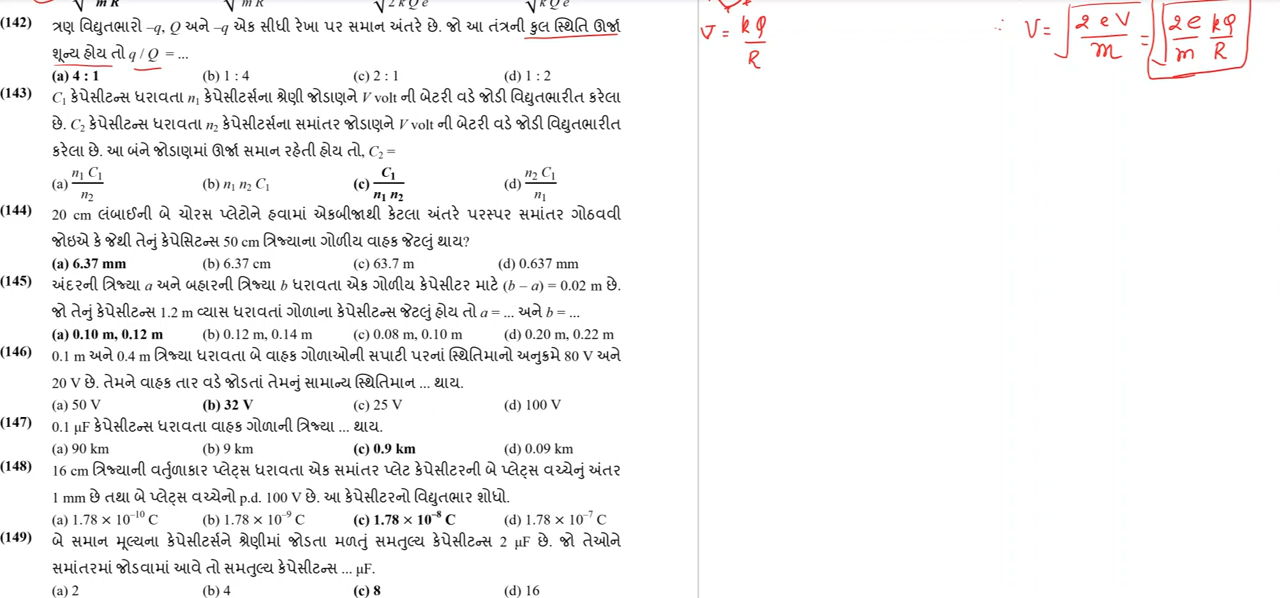 (142) ત્રણ વિદ્યુતભારો –q, Q અને –q એક સીધી રેખા પર સમાન અંતરે છે. જો આ તંત્રની કુલ સ્થિતિ ઊર્જા
શૂન્ય હોય તો q / Q = ...
(a) 4 : 1 (b) 1 : 4 (c) 2 : 1 (d) 1 : 2
(143) C₁ કેપેસીટન્સ ધરાવતા n₁ કેપેસીટર્સના શ્રેણી જોડાણને V volt ની બેટરી વડે જોડી વિદ્યુતભારીત કરેલા
છે. C₂ કેપેસીટન્સ ધરાવતા n₂ કેપેસીટર્સના સમાંતર જોડાણને V volt ની બેટરી વડે જોડી વિદ્યુતભારીત
કરેલા છે. આ બંને જોડાણમાં ઊર્જા સમાન રહેતી હોય તો, C₂ =
(a) n₁ C₁ / n₂ (b) n₁ n₂ C₁ (c) C₁ / n₁ n₂ (d) n₂ C₁ / n₁
(144) 20 cm લંબાઈની બે ચોરસ પ્લેટોને હવામાં એકબીજાથી કેટલા અંતરે પરસ્પર સમાંતર ગોઠવવી
જોઇએ કે જેથી તેનું કેપેસિટન્સ 50 cm ત્રિજ્યાના ગોળીય વાહક જેટલું થાય?
(a) 6.37 mm (b) 6.37 cm (c) 63.7 m (d) 0.637 mm
(145) અંદરની ત્રિજ્યા a અને બહારની ત્રિજ્યા b ધરાવતા એક ગોળીય કેપેસીટર માટે (b – a) = 0.02 m છે.
જો તેનું કેપેસીટન્સ 1.2 m વ્યાસ ધરાવતાં ગોળાના કેપેસીટન્સ જેટલું હોય તો a = ... અને b = ...
(a) 0.10 m, 0.12 m (b) 0.12 m, 0.14 m (c) 0.08 m, 0.10 m (d) 0.20 m, 0.22 m
(146) 0.1 m અને 0.4 m ત્રિજ્યા ધરાવતા બે વાહક ગોળાઓની સપાટી પરનાં સ્થિતિમાનો અનુક્રમે 80 V અને
20 V છે. તેમને વાહક તાર વડે જોડતાં તેમનું સામાન્ય સ્થિતિમાન ... થાય.
(a) 50 V (b) 32 V (c) 25 V (d) 100 V
(147) 0.1 μF કેપેસીટન્સ ધરાવતા વાહક ગોળાની ત્રિજ્યા ... થાય.
(a) 90 km (b) 9 km (c) 0.9 km (d) 0.09 km
(148) 16 cm ત્રિજ્યાની વર્તુળાકાર પ્લેટ્સ ધરાવતા એક સમાંતર પ્લેટ કેપેસીટરની બે પ્લેટ્સ વચ્ચેનું અંતર
1 mm છે તથા બે પ્લેટ્સ વચ્ચેનો p.d. 100 V છે. આ કેપેસીટરનો વિદ્યુતભાર શોધો.
(a) 1.78 × 10⁻¹⁰ C (b) 1.78 × 10⁻⁹ C (c) 1.78 × 10⁻⁸ C (d) 1.78 × 10⁻⁷ C
(149) બે સમાન મૂલ્યના કેપેસીટર્સને શ્રેણીમાં જોડતા મળતું સમતુલ્ય કેપેસીટન્સ 2 μF છે. જો તેઓને
સમાંતરમાં જોડવામાં આવે તો સમતુલ્ય કેપેસીટન્સ ... μF.
(a) 2 (b) 4 (c) 8 (d) 16
V = kQ / R
∴ V = √(2 e V / m) = √(2e / m kQ / R)